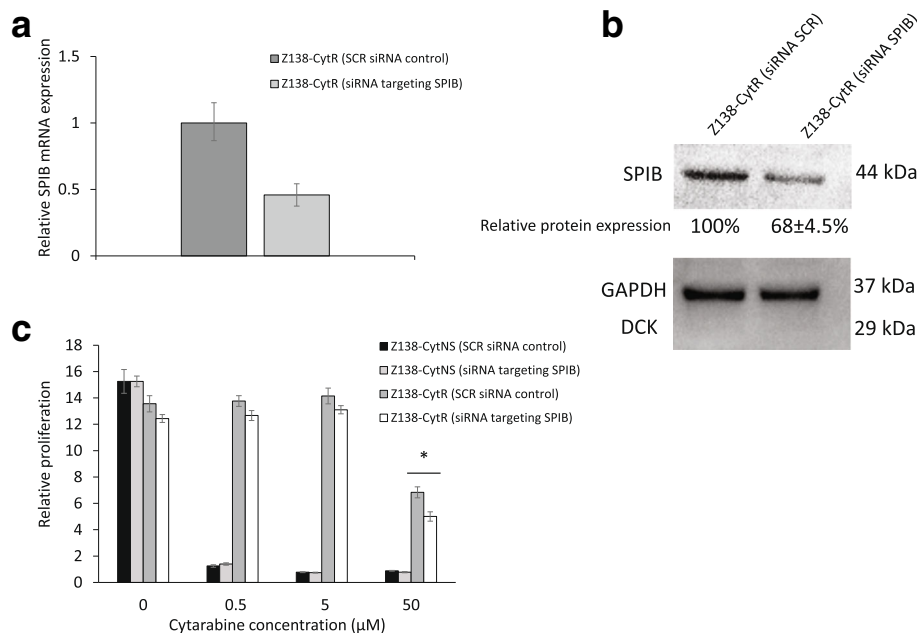 a
1.5
1
0.5
0
Relative SPIB mRNA expression
Z138-CytR (SCR siRNA control)
Z138-CytR (siRNA targeting SPIB)
b
Z138-CytR (siRNA SCR)
Z138-CytR (siRNA SPIB)
SPIB
44 kDa
Relative protein expression
100%
68±4.5%
GAPDH
37 kDa
DCK
29 kDa
c
18
16
14
12
10
8
6
4
2
0
Relative proliferation
Z138-CytNS (SCR siRNA control)
Z138-CytNS (siRNA targeting SPIB)
Z138-CytR (SCR siRNA control)
Z138-CytR (siRNA targeting SPIB)
*
0
0.5
5
50
Cytarabine concentration (µM)